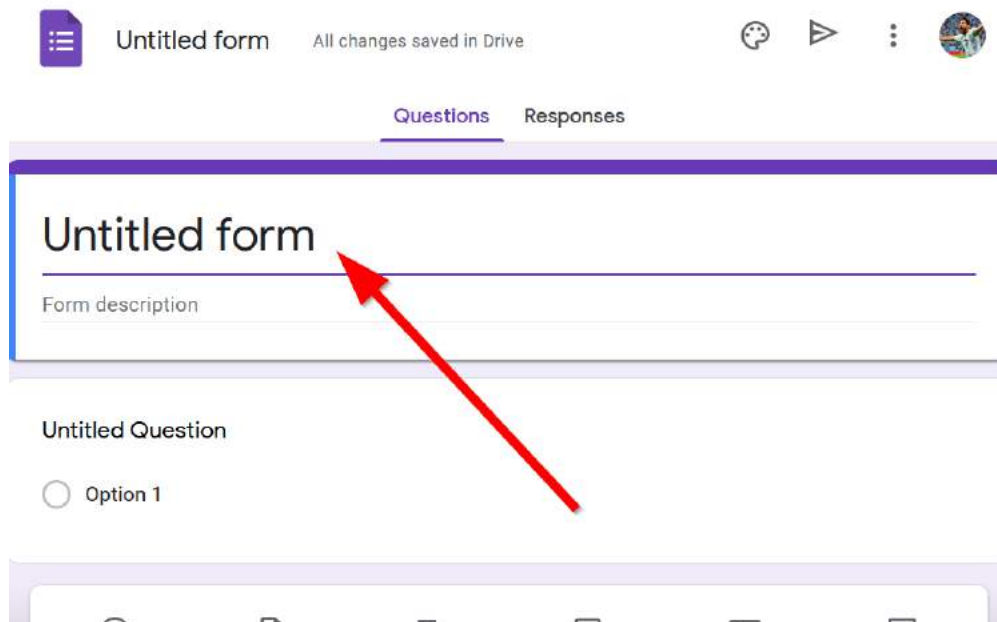 Untitled form All changes saved in Drive
Questions Responses
Untitled form
Form description
Untitled Question
Option 1